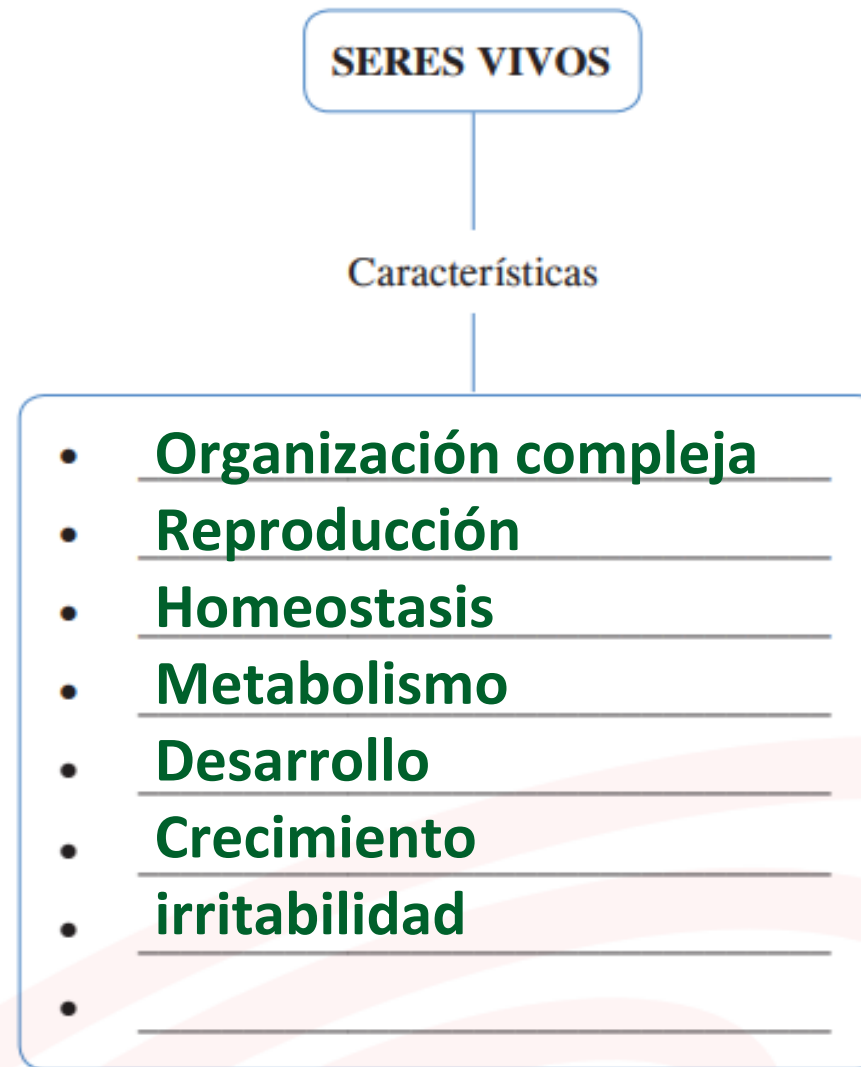 SERES VIVOS
Características
• Organización compleja
• Reproducción
• Homeostasis
• Metabolismo
• Desarrollo
• Crecimiento
• irritabilidad
•